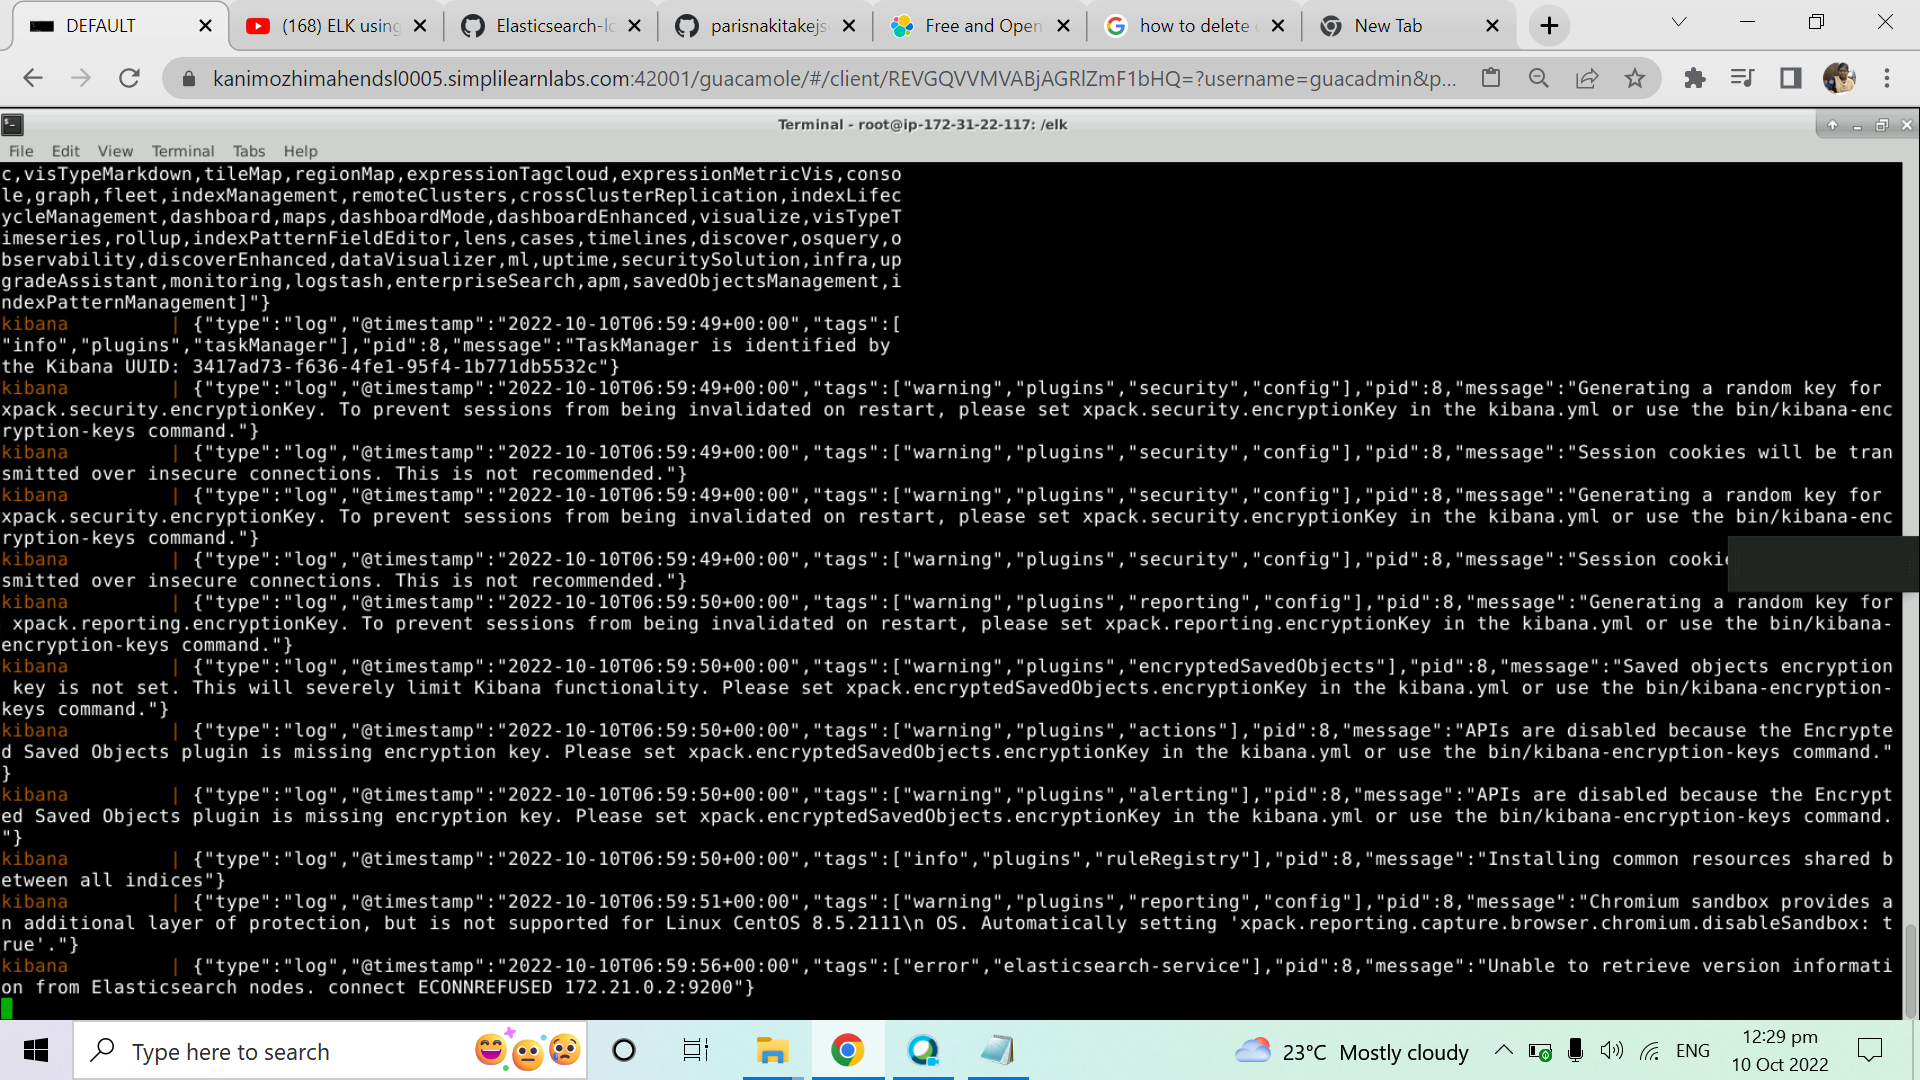 DEFAULT
(168) ELK using
Elasticsearch-lo
parisnakitakejs
Free and Open
how to delete
New Tab
kanimozhimahendsl0005.simplilearnlabs.com:42001/guacamole/#/client/REVGQVVMVABjAGRlZmF1bHQ=?username=guacadmin&p...
Terminal - root@ip-172-31-22-117: /elk
File Edit View Terminal Tabs Help
c,visTypeMarkdown,tileMap,regionMap,expressionTagcloud,expressionMetricVis,conso
le,graph,fleet,indexManagement,remoteClusters,crossClusterReplication,indexLifec
ycleManagement,dashboard,maps,dashboardMode,dashboardEnhanced,visualize,visTypeT
imeseries,rollup,indexPatternFieldEditor,lens,cases,timelines,discover,osquery,o
bservability,discoverEnhanced,dataVisualizer,ml,uptime,securitySolution,infra,up
gradeAssistant,monitoring,logstash,enterpriseSearch,apm,savedObjectsManagement,i
ndexPatternManagement]"}
kibana | {"type":"log","@timestamp":"2022-10-10T06:59:49+00:00","tags":[
"info","plugins","taskManager"],"pid":8,"message":"TaskManager is identified by
the Kibana UUID: 3417ad73-f636-4fe1-95f4-1b771db5532c"}
kibana | {"type":"log","@timestamp":"2022-10-10T06:59:49+00:00","tags":["warning","plugins","security","config"],"pid":8,"message":"Generating a random key for
xpack.security.encryptionKey. To prevent sessions from being invalidated on restart, please set xpack.security.encryptionKey in the kibana.yml or use the bin/kibana-enc
ryption-keys command."}
kibana | {"type":"log","@timestamp":"2022-10-10T06:59:49+00:00","tags":["warning","plugins","security","config"],"pid":8,"message":"Session cookies will be tran
smitted over insecure connections. This is not recommended."}
kibana | {"type":"log","@timestamp":"2022-10-10T06:59:49+00:00","tags":["warning","plugins","security","config"],"pid":8,"message":"Generating a random key for
xpack.security.encryptionKey. To prevent sessions from being invalidated on restart, please set xpack.security.encryptionKey in the kibana.yml or use the bin/kibana-enc
ryption-keys command."}
kibana | {"type":"log","@timestamp":"2022-10-10T06:59:49+00:00","tags":["warning","plugins","security","config"],"pid":8,"message":"Session cooki
smitted over insecure connections. This is not recommended."}
kibana | {"type":"log","@timestamp":"2022-10-10T06:59:50+00:00","tags":["warning","plugins","reporting","config"],"pid":8,"message":"Generating a random key for
xpack.reporting.encryptionKey. To prevent sessions from being invalidated on restart, please set xpack.reporting.encryptionKey in the kibana.yml or use the bin/kibana-
encryption-keys command."}
kibana | {"type":"log","@timestamp":"2022-10-10T06:59:50+00:00","tags":["warning","plugins","encryptedSavedObjects"],"pid":8,"message":"Saved objects encryption
key is not set. This will severely limit Kibana functionality. Please set xpack.encryptedSavedObjects.encryptionKey in the kibana.yml or use the bin/kibana-encryption-
keys command."}
kibana | {"type":"log","@timestamp":"2022-10-10T06:59:50+00:00","tags":["warning","plugins","actions"],"pid":8,"message":"APIs are disabled because the Encrypte
d Saved Objects plugin is missing encryption key. Please set xpack.encryptedSavedObjects.encryptionKey in the kibana.yml or use the bin/kibana-encryption-keys command."
}
kibana | {"type":"log","@timestamp":"2022-10-10T06:59:50+00:00","tags":["warning","plugins","alerting"],"pid":8,"message":"APIs are disabled because the Encrypt
ed Saved Objects plugin is missing encryption key. Please set xpack.encryptedSavedObjects.encryptionKey in the kibana.yml or use the bin/kibana-encryption-keys command.
"}
kibana | {"type":"log","@timestamp":"2022-10-10T06:59:50+00:00","tags":["info","plugins","ruleRegistry"],"pid":8,"message":"Installing common resources shared b
etween all indices"}
kibana | {"type":"log","@timestamp":"2022-10-10T06:59:51+00:00","tags":["warning","plugins","reporting","config"],"pid":8,"message":"Chromium sandbox provides a
n additional layer of protection, but is not supported for Linux CentOS 8.5.2111\n OS. Automatically setting 'xpack.reporting.capture.browser.chromium.disableSandbox: t
rue'."}
kibana | {"type":"log","@timestamp":"2022-10-10T06:59:56+00:00","tags":["error","elasticsearch-service"],"pid":8,"message":"Unable to retrieve version informati
on from Elasticsearch nodes. connect ECONNREFUSED 172.21.0.2:9200"}
Type here to search
23°C Mostly cloudy
ENG
12:29 pm
10 Oct 2022